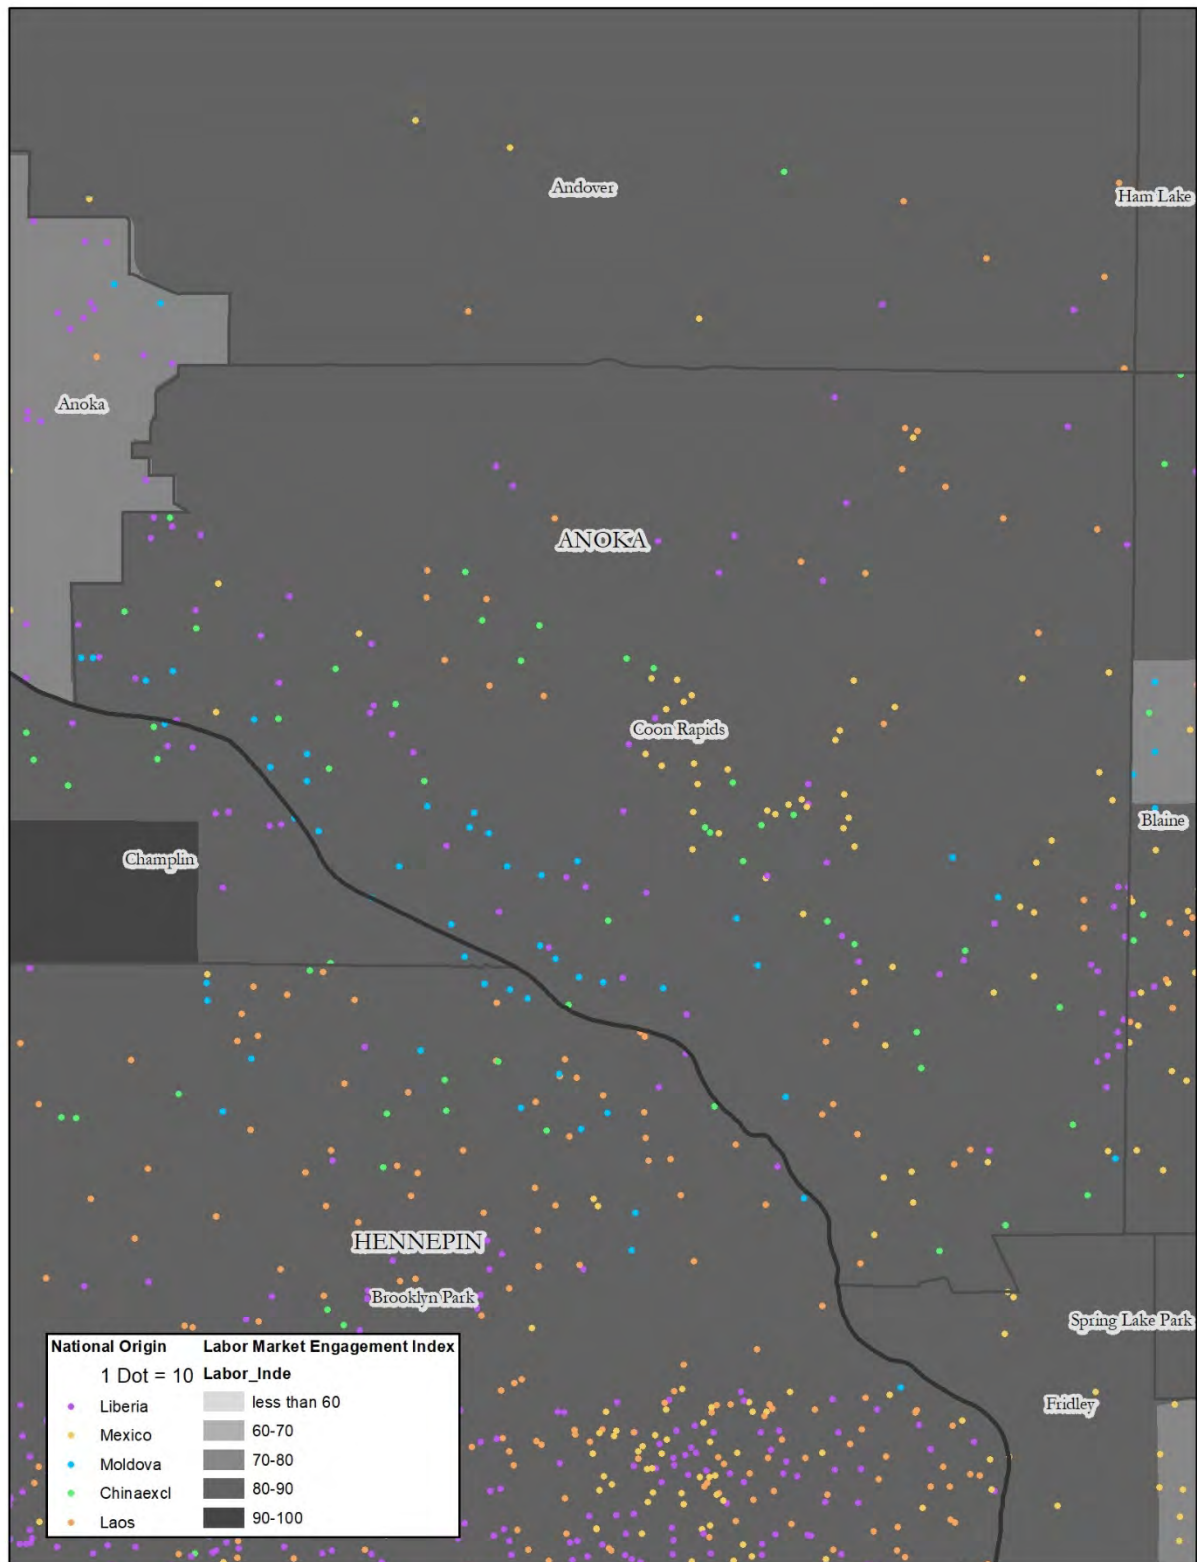 Andover
Ham Lake
Anoka
ANOKA
Coon Rapids
Blaine
Champlin
HENNEPIN
Brooklyn Park
Spring Lake Park
Fridley
National Origin
1 Dot = 10
Liberia
Mexico
Moldova
Chinaexcl
Laos
Labor Market Engagement Index
Labor_Inde
less than 60
60-70
70-80
80-90
90-100